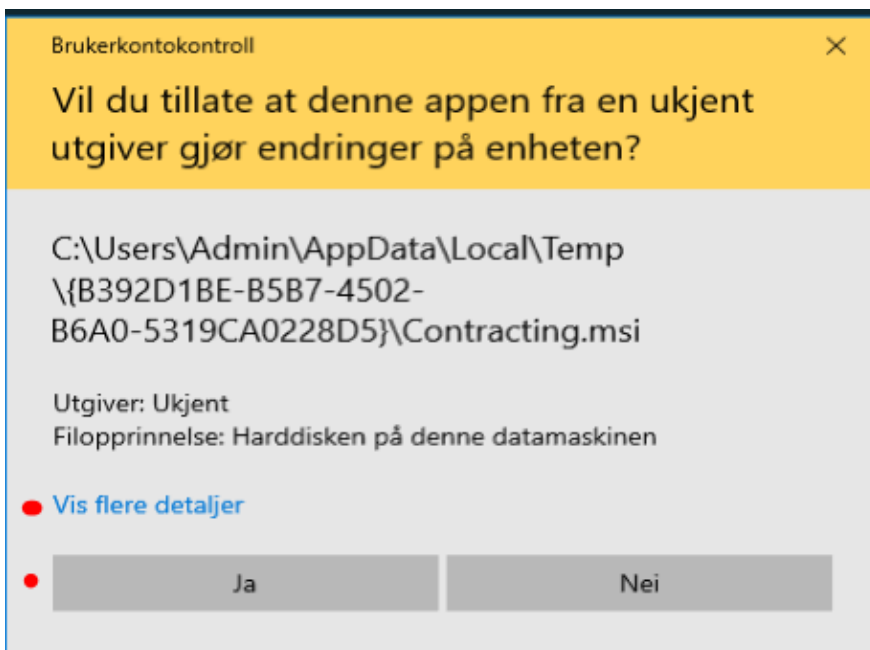 Brukerkontokontroll
Vil du tillate at denne appen fra en ukjent
utgiver gjør endringer på enheten?
C:\Users\Admin\AppData\Local\Temp
\{B392D1BE-B5B7-4502-
B6A0-5319CA0228D5}\Contracting.msi
Utgiver: Ukjent
Filopprinnelse: Harddisken på denne datamaskinen
Vis flere detaljer
Ja
Nei